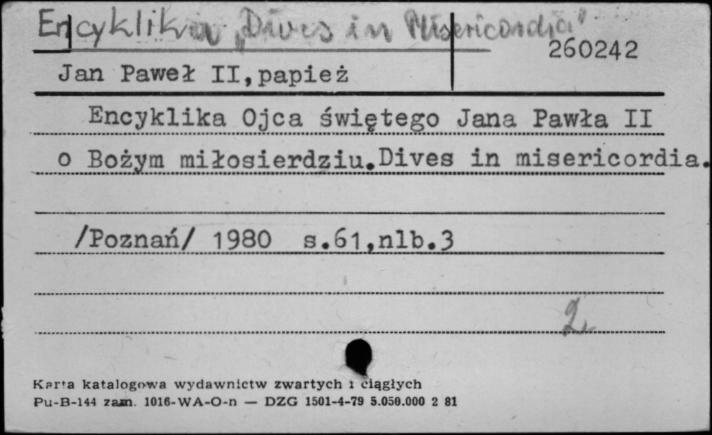 Encyklika „Dives in Misericordia”
260242
Jan Paweł II,papież
Encyklika Ojca świętego Jana Pawła II
o Bożym miłosierdziu.Dives in misericordia.
/Poznań/ 1980 s.61,nlb.3
2
Karta katalogowa wydawnictw zwartych i ciągłych
Pu-B-144 zam. 1016-WA-O-n — DZG 1501-4-79 5.050.000 2 81